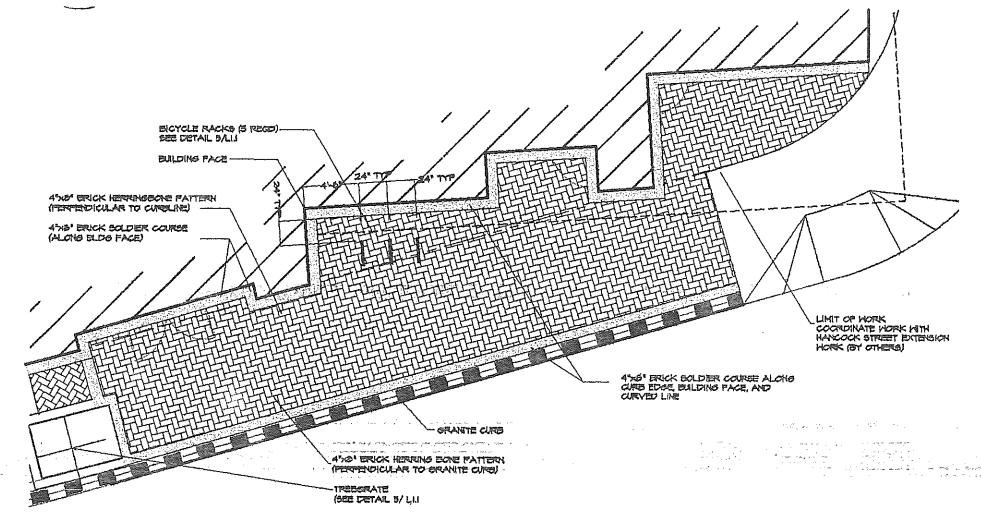 BICYCLE RACKS (3 REQD)
SEE DETAIL 3/L1.1
BUILDING FACE
4'-6"
24" TYP
24" TYP
4"x8" BRICK HERRINGBONE PATTERN
(PERPENDICULAR TO CURBLINE)
4"x8" BRICK SOLDIER COURSE
(ALONG BLDG FACE)
LIMIT OF WORK
COORDINATE WORK WITH
HANCOCK STREET EXTENSION
WORK (BY OTHERS)
4"x8" BRICK SOLDIER COURSE ALONG
CURB EDGE, BUILDING FACE, AND
CURVED LINE
GRANITE CURB
4"x8" BRICK HERRING BONE PATTERN
(PERPENDICULAR TO GRANITE CURB)
TREEGRATE
(SEE DETAIL 5/ L1.1